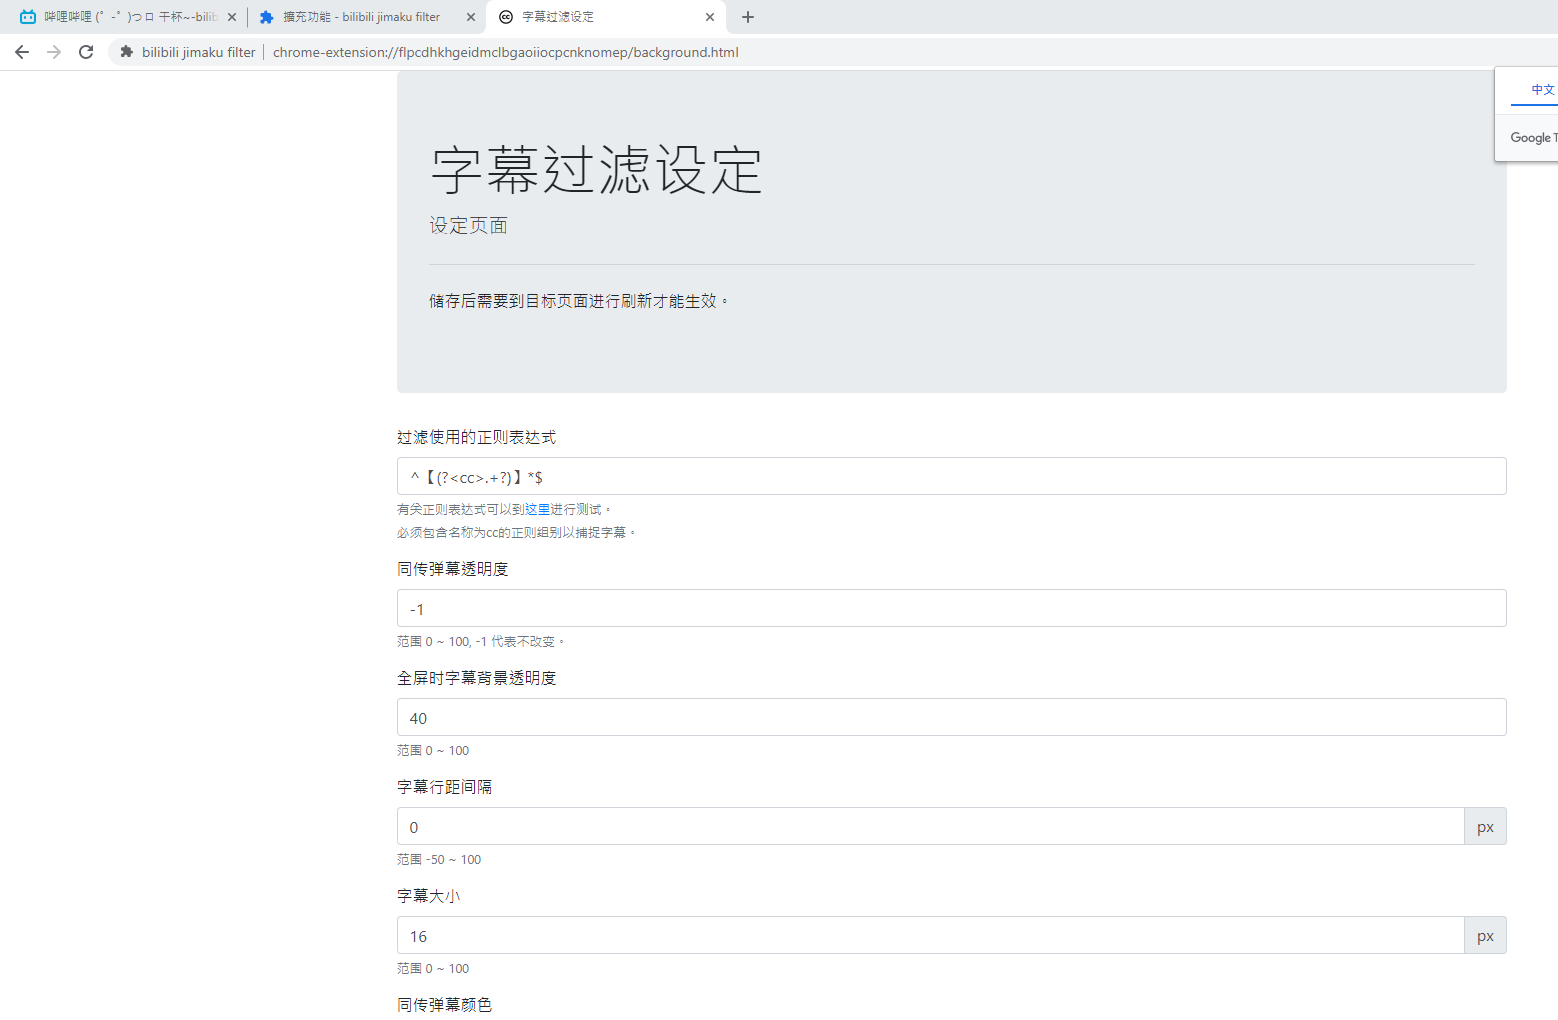 哔哩哔哩 (゜-゜)つロ 干杯~-bilib
擴充功能 - bilibili jimaku filter
字幕过滤设定
bilibili jimaku filter
chrome-extension://flpcdhkhgeidmclbgaoiiocpcnknomep/background.html
中文
Google T
字幕过滤设定
设定页面
储存后需要到目标页面进行刷新才能生效。
过滤使用的正则表达式
^【(?<cc>.+?)】*$
有关正则表达式可以到这里进行测试。
必须包含名称为cc的正则组别以捕捉字幕。
同传弹幕透明度
-1
范围 0 ~ 100, -1 代表不改变。
全屏时字幕背景透明度
40
范围 0 ~ 100
字幕行距间隔
0
px
范围 -50 ~ 100
字幕大小
16
px
范围 0 ~ 100
同传弹幕颜色